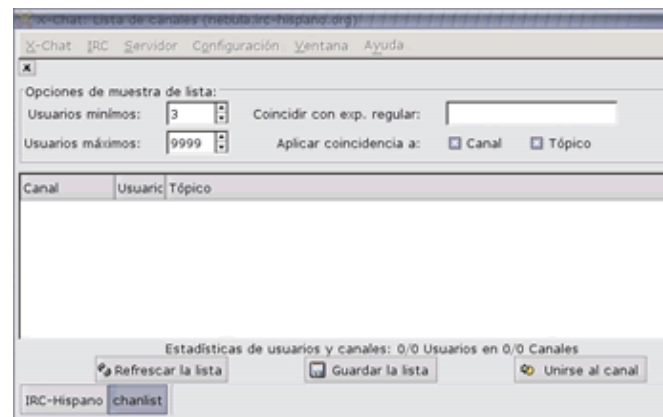 X-Chat: Lista de canales (nebula.irc-hispano.org)
X-Chat IRC Servidor Configuración Ventana Ayuda
Opciones de muestra de lista:
Usuarios minímos: 3 Coincidir con exp. regular:
Usuarios máximos: 9999 Aplicar coincidencia a: Canal Tópico
Canal Usuaric Tópico
Estadísticas de usuarios y canales: 0/0 Usuarios en 0/0 Canales
Refrescar la lista Guardar la lista Unirse al canal
IRC-Hispano chanlist